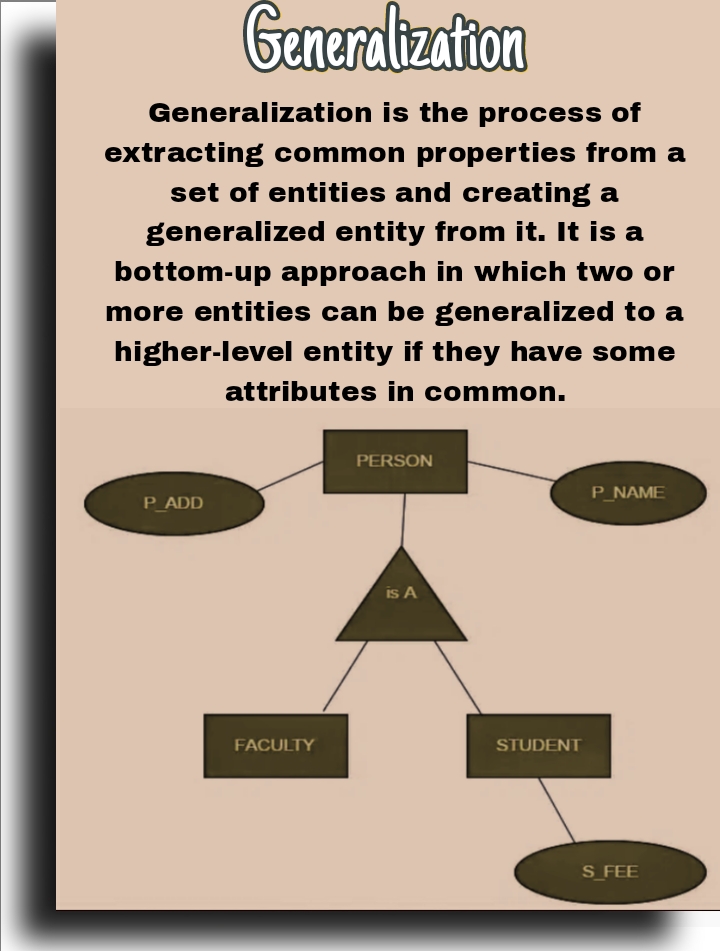 Generalization
Generalization is the process of
extracting common properties from a
set of entities and creating a
generalized entity from it. It is a
bottom-up approach in which two or
more entities can be generalized to a
higher-level entity if they have some
attributes in common.
PERSON
P_ADD
P_NAME
is A
FACULTY
STUDENT
S_FEE